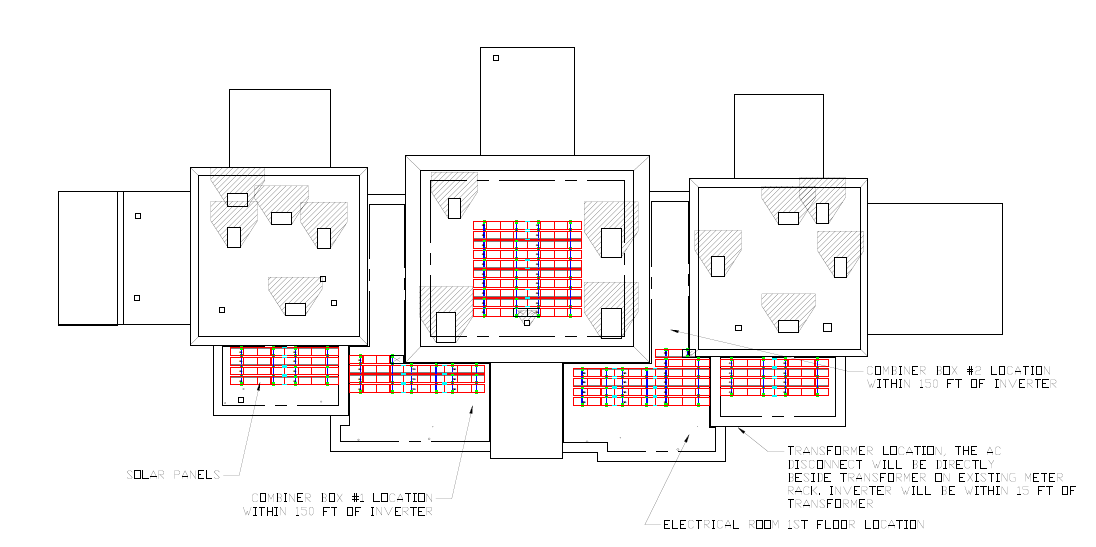 COMBINER BOX #2 LOCATION
WITHIN 150 FT OF INVERTER
TRANSFORMER LOCATION, THE AC
DISCONNECT WILL BE DIRECTLY
BESIDE TRANSFORMER ON EXISTING METER
RACK. INVERTER WILL BE WITHIN 15 FT OF
TRANSFORMER
SOLAR PANELS
COMBINER BOX #1 LOCATION
WITHIN 150 FT OF INVERTER
ELECTRICAL ROOM 1ST FLOOR LOCATION